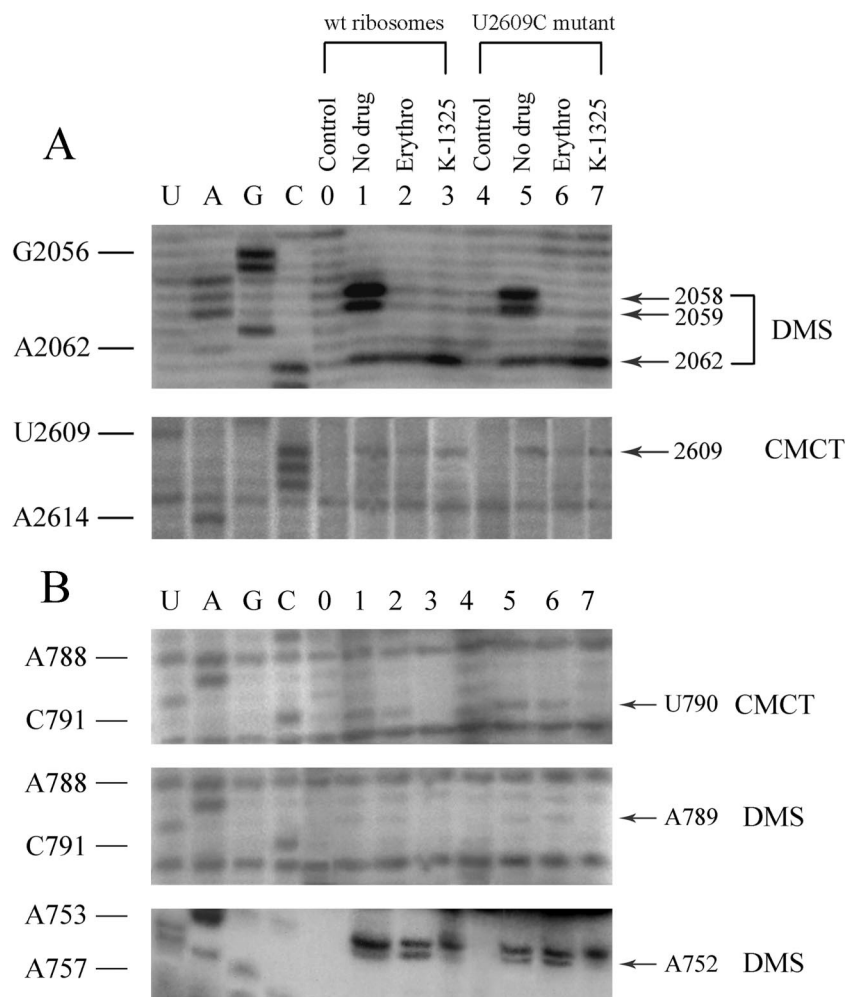 wt ribosomes U2609C mutant
Control No drug Erythro K-1325 Control No drug Erythro K-1325
A
U A G C 0 1 2 3 4 5 6 7
G2056
2058
2059
DMS
A2062
2062
U2609
2609 CMCT
A2614
B
U A G C 0 1 2 3 4 5 6 7
A788
U790 CMCT
C791
A788
A789 DMS
C791
A753
A757
A752 DMS